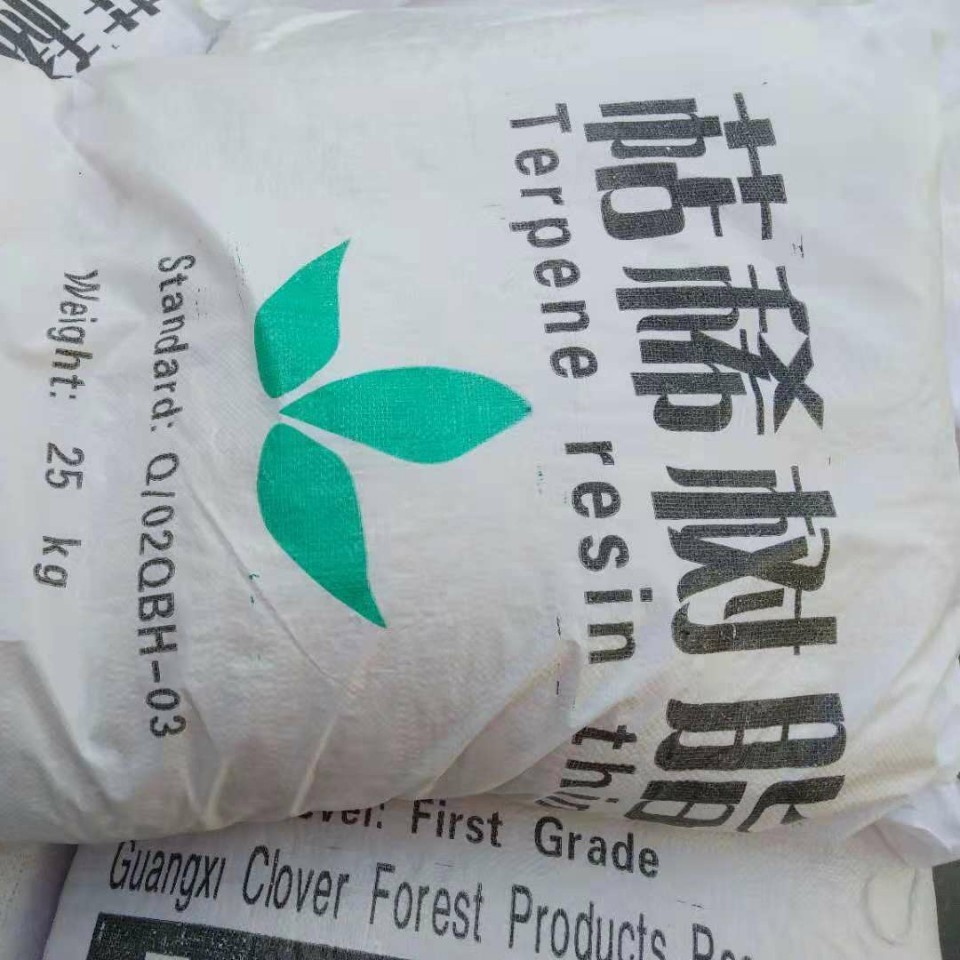 萜烯树脂
Terpene resin
Standard: Q/02QBH-03
Weight: 25 kg
First Grade
Guangxi Clover Forest Products